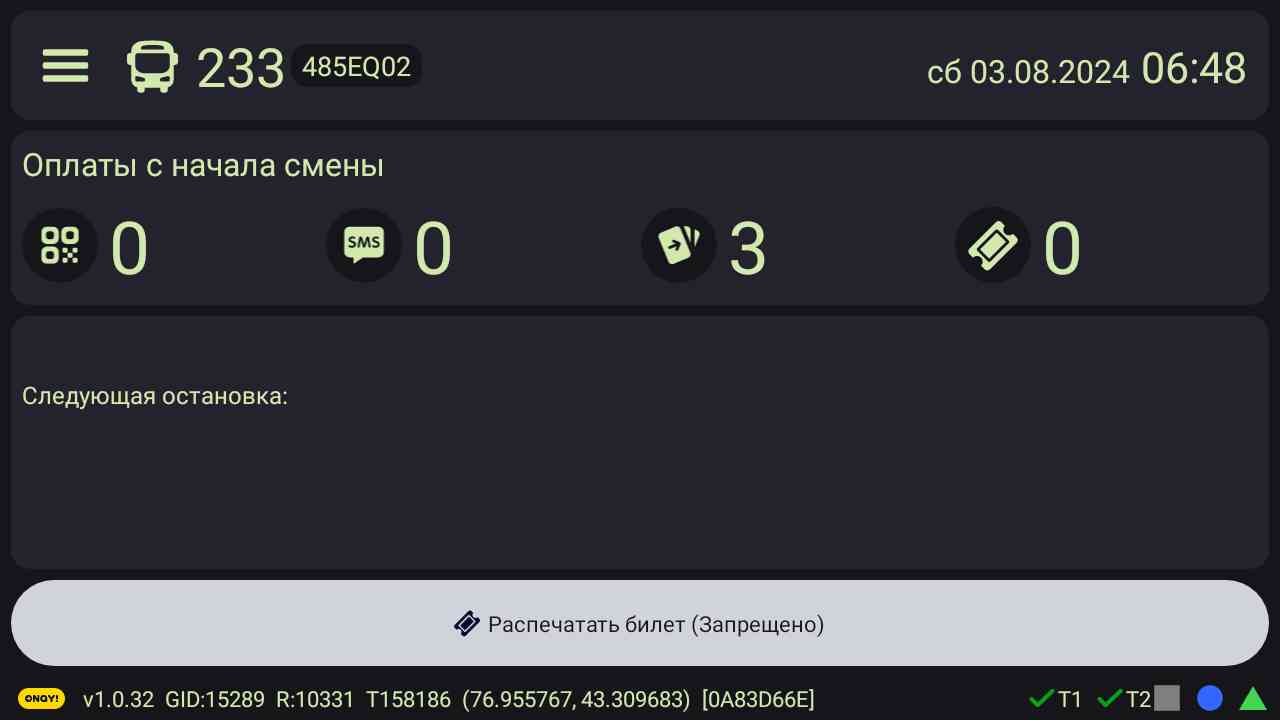 233 485EQ02 сб 03.08.2024 06:48
Оплаты с начала смены
0 SMS 0 3 0
Следующая остановка:
Распечатать билет (Запрещено)
ONAY! v1.0.32 GID:15289 R:10331 T158186 (76.955767, 43.309683) [0A83D66E] T1 T2